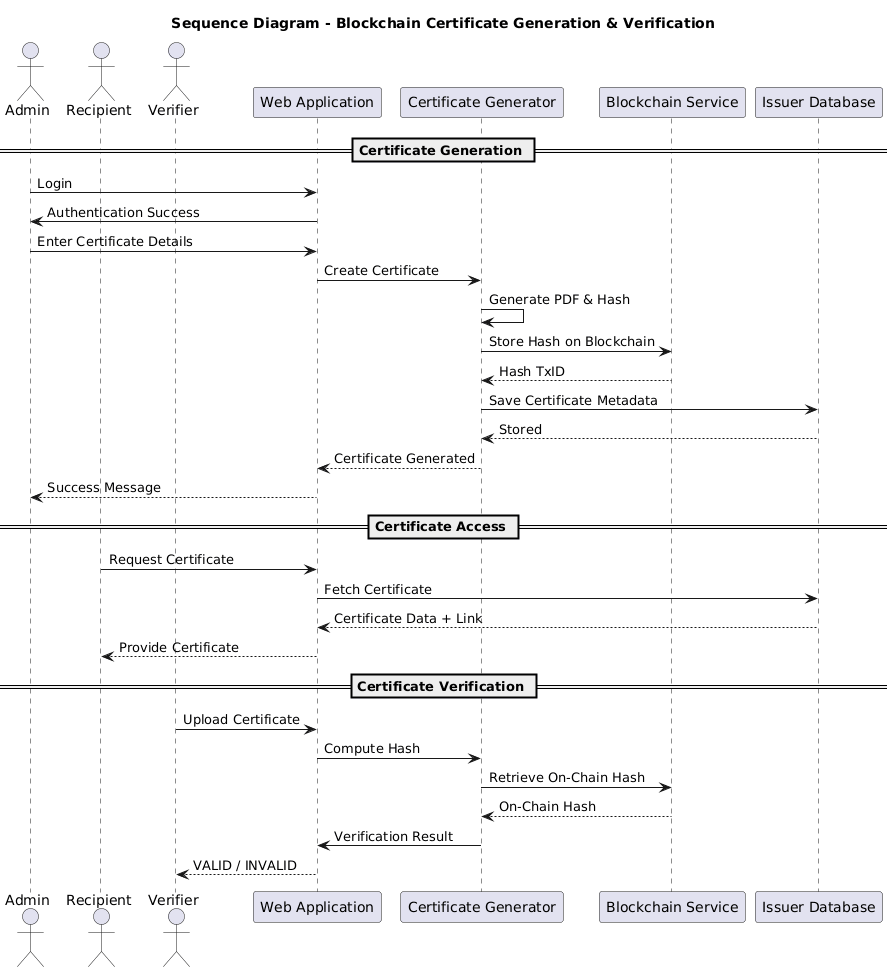 Sequence Diagram - Blockchain Certificate Generation & Verification
Admin Recipient Verifier Web Application Certificate Generator Blockchain Service Issuer Database
Certificate Generation
Login
Authentication Success
Enter Certificate Details
Create Certificate
Generate PDF & Hash
Store Hash on Blockchain
Hash TxID
Save Certificate Metadata
Stored
Certificate Generated
Success Message
Certificate Access
Request Certificate
Fetch Certificate
Certificate Data + Link
Provide Certificate
Certificate Verification
Upload Certificate
Compute Hash
Retrieve On-Chain Hash
On-Chain Hash
Verification Result
VALID / INVALID
Admin Recipient Verifier Web Application Certificate Generator Blockchain Service Issuer Database